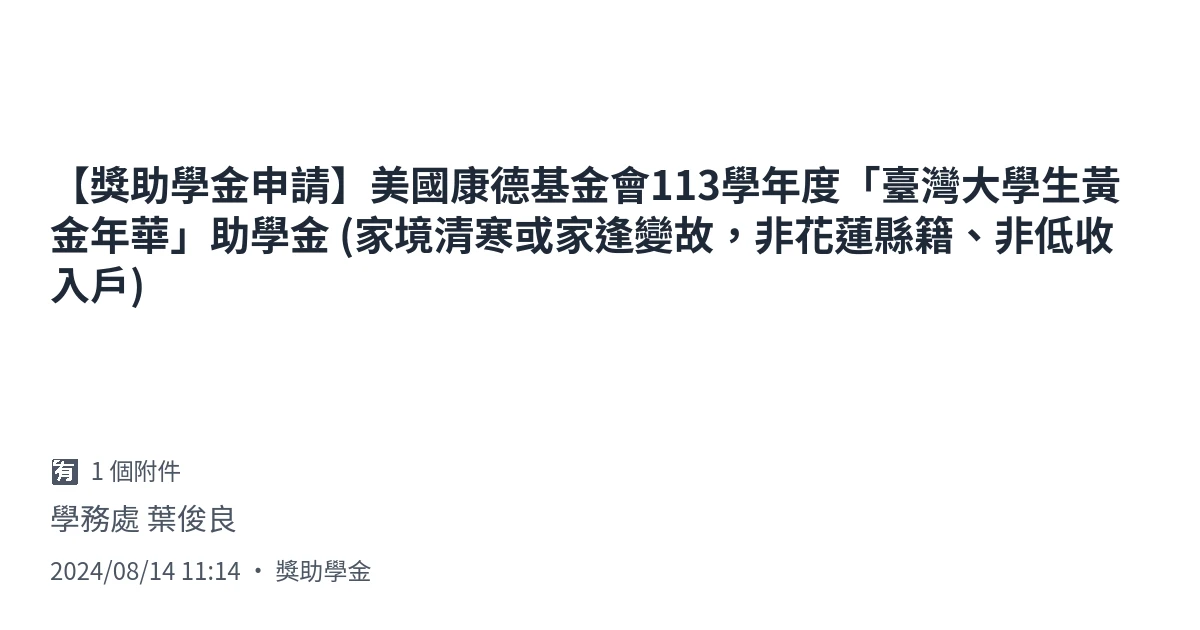 【獎助學金申請】美國康德基金會113學年度「臺灣大學生黃
金年華」助學金 (家境清寒或家逢變故，非花蓮縣籍、非低收
入戶)
🈶 1 個附件
學務處 葉俊良
2024/08/14 11:14 ・ 獎助學金